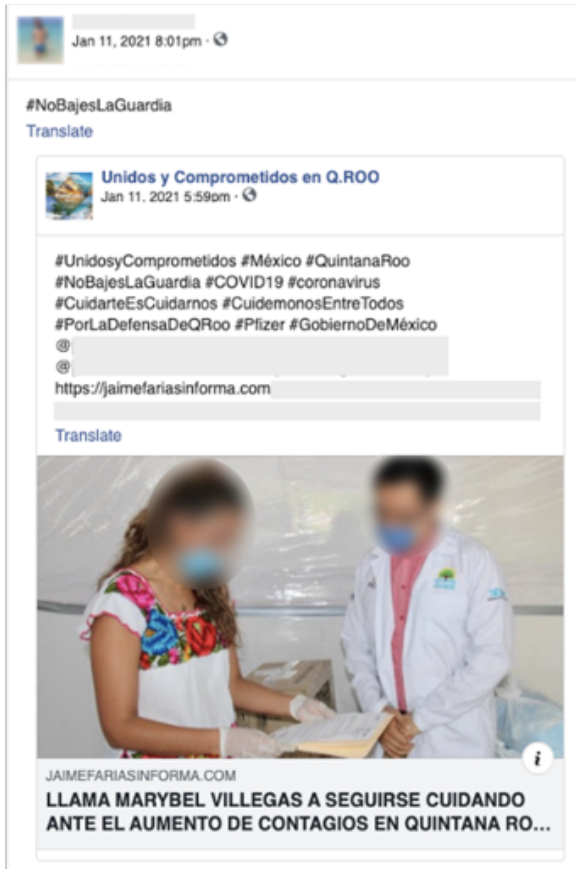 Jan 11, 2021 8:01pm ·
#NoBajesLaGuardia
Translate
Unidos y Comprometidos en Q.ROO
Jan 11, 2021 5:59pm ·
#UnidosyComprometidos #México #QuintanaRoo
#NoBajesLaGuardia #COVID19 #coronavirus
#CuidarteEsCuidarnos #CuidemonosEntreTodos
#PorLaDefensaDeQRoo #Pfizer #GobiernoDeMéxico
@
@
https://jaimefariasinforma.com
Translate
i
JAIMEFARIASINFORMA.COM
LLAMA MARYBEL VILLEGAS A SEGUIRSE CUIDANDO
ANTE EL AUMENTO DE CONTAGIOS EN QUINTANA RO...